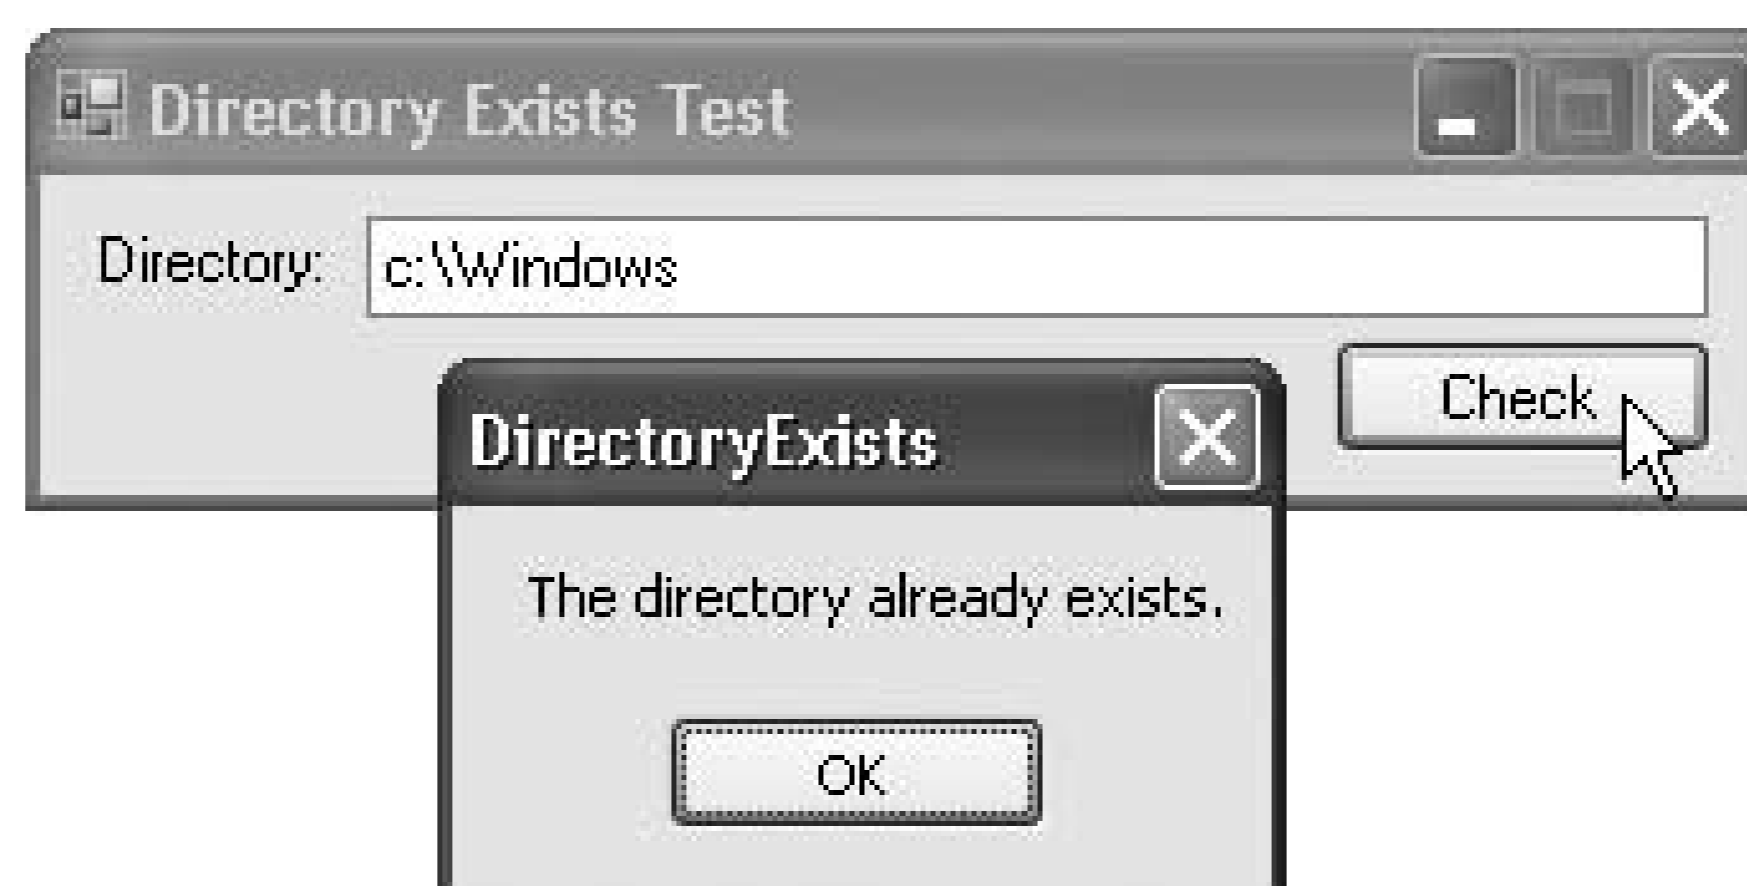 Directory Exists Test
Directory: c:\Windows
Check
DirectoryExists
The directory already exists.
OK